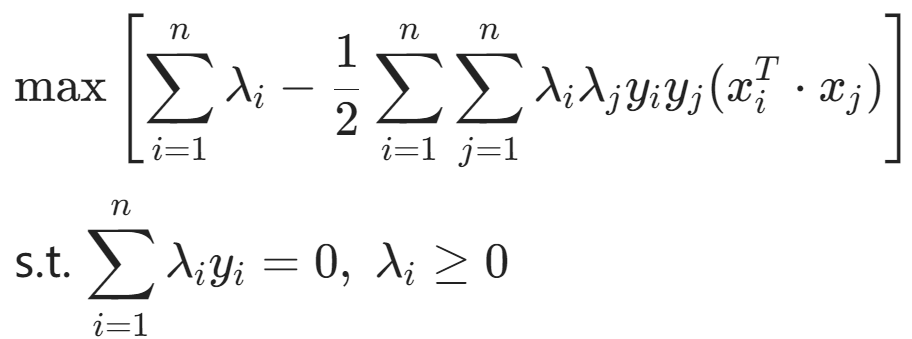 max [ ∑_{i=1}^{n} λ_i − \frac{1}{2} ∑_{i=1}^{n} ∑_{j=1}^{n} λ_i λ_j y_i y_j (x_i^T · x_j) ]
s.t. ∑_{i=1}^{n} λ_i y_i = 0, λ_i ≥ 0